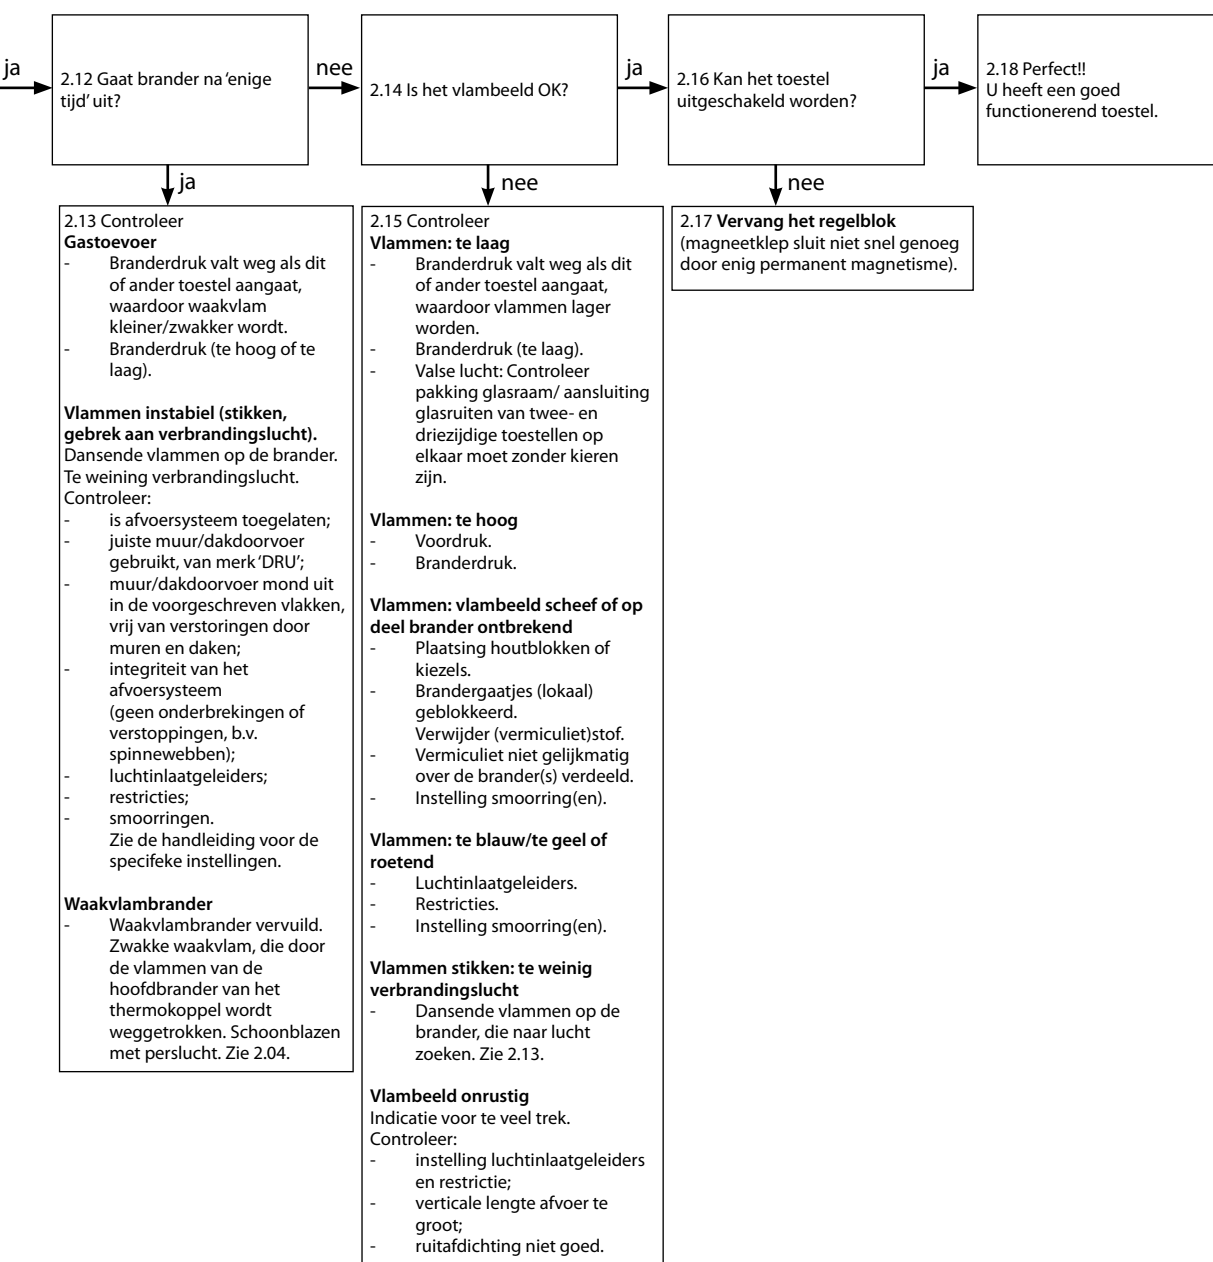 ja
2.12 Gaat brander na ‘enige
tijd’ uit?
nee
2.14 Is het vlambeeld OK?
ja
2.16 Kan het toestel
uitgeschakeld worden?
ja
2.18 Perfect!!
U heeft een goed
functionerend toestel.
ja
nee
nee
2.13 Controleer
Gastoevoer
- Branderdruk valt weg als dit
of ander toestel aangaat,
waardoor waakvlam
kleiner/zwakker wordt.
- Branderdruk (te hoog of te
laag).
Vlammen instabiel (stikken,
gebrek aan verbrandingslucht).
Dansende vlammen op de brander.
Te weining verbrandingslucht.
Controleer:
- is afvoersysteem toegelaten;
- juiste muur/dakdoorvoer
gebruikt, van merk ‘DRU’;
- muur/dakdoorvoer mond uit
in de voorgeschreven vlakken,
vrij van verstoringen door
muren en daken;
- integriteit van het
afvoersysteem
(geen onderbrekingen of
verstoppingen, b.v.
spinnewebben);
- luchtinlaatgeleiders;
- restricties;
- smoorringen.
Zie de handleiding voor de
specifeke instellingen.
Waakvlambrander
- Waakvlambrander vervuild.
Zwakke waakvlam, die door
de vlammen van de
hoofdbrander van het
thermokoppel wordt
weggetrokken. Schoonblazen
met perslucht. Zie 2.04.
2.15 Controleer
Vlammen: te laag
- Branderdruk valt weg als dit
of ander toestel aangaat,
waardoor vlammen lager
worden.
- Branderdruk (te laag).
- Valse lucht: Controleer
pakking glasraam/ aansluiting
glasruiten van twee- en
driezijdige toestellen op
elkaar moet zonder kieren
zijn.
Vlammen: te hoog
- Voordruk.
- Branderdruk.
Vlammen: vlambeeld scheef of op
deel brander ontbrekend
- Plaatsing houtblokken of
kiezels.
- Brandergaatjes (lokaal)
geblokkeerd.
Verwijder (vermiculiet)stof.
- Vermiculiet niet gelijkmatig
over de brander(s) verdeeld.
- Instelling smoorring(en).
Vlammen: te blauw/te geel of
roetend
- Luchtinlaatgeleiders.
- Restricties.
- Instelling smoorring(en).
Vlammen stikken: te weinig
verbrandingslucht
- Dansende vlammen op de
brander, die naar lucht
zoeken. Zie 2.13.
Vlambeeld onrustig
Indicatie voor te veel trek.
Controleer:
- instelling luchtinlaatgeleiders
en restrictie;
- verticale lengte afvoer te
groot;
- ruitafdichting niet goed.
2.17 Vervang het regelblok
(magneetklep sluit niet snel genoeg
door enig permanent magnetisme).